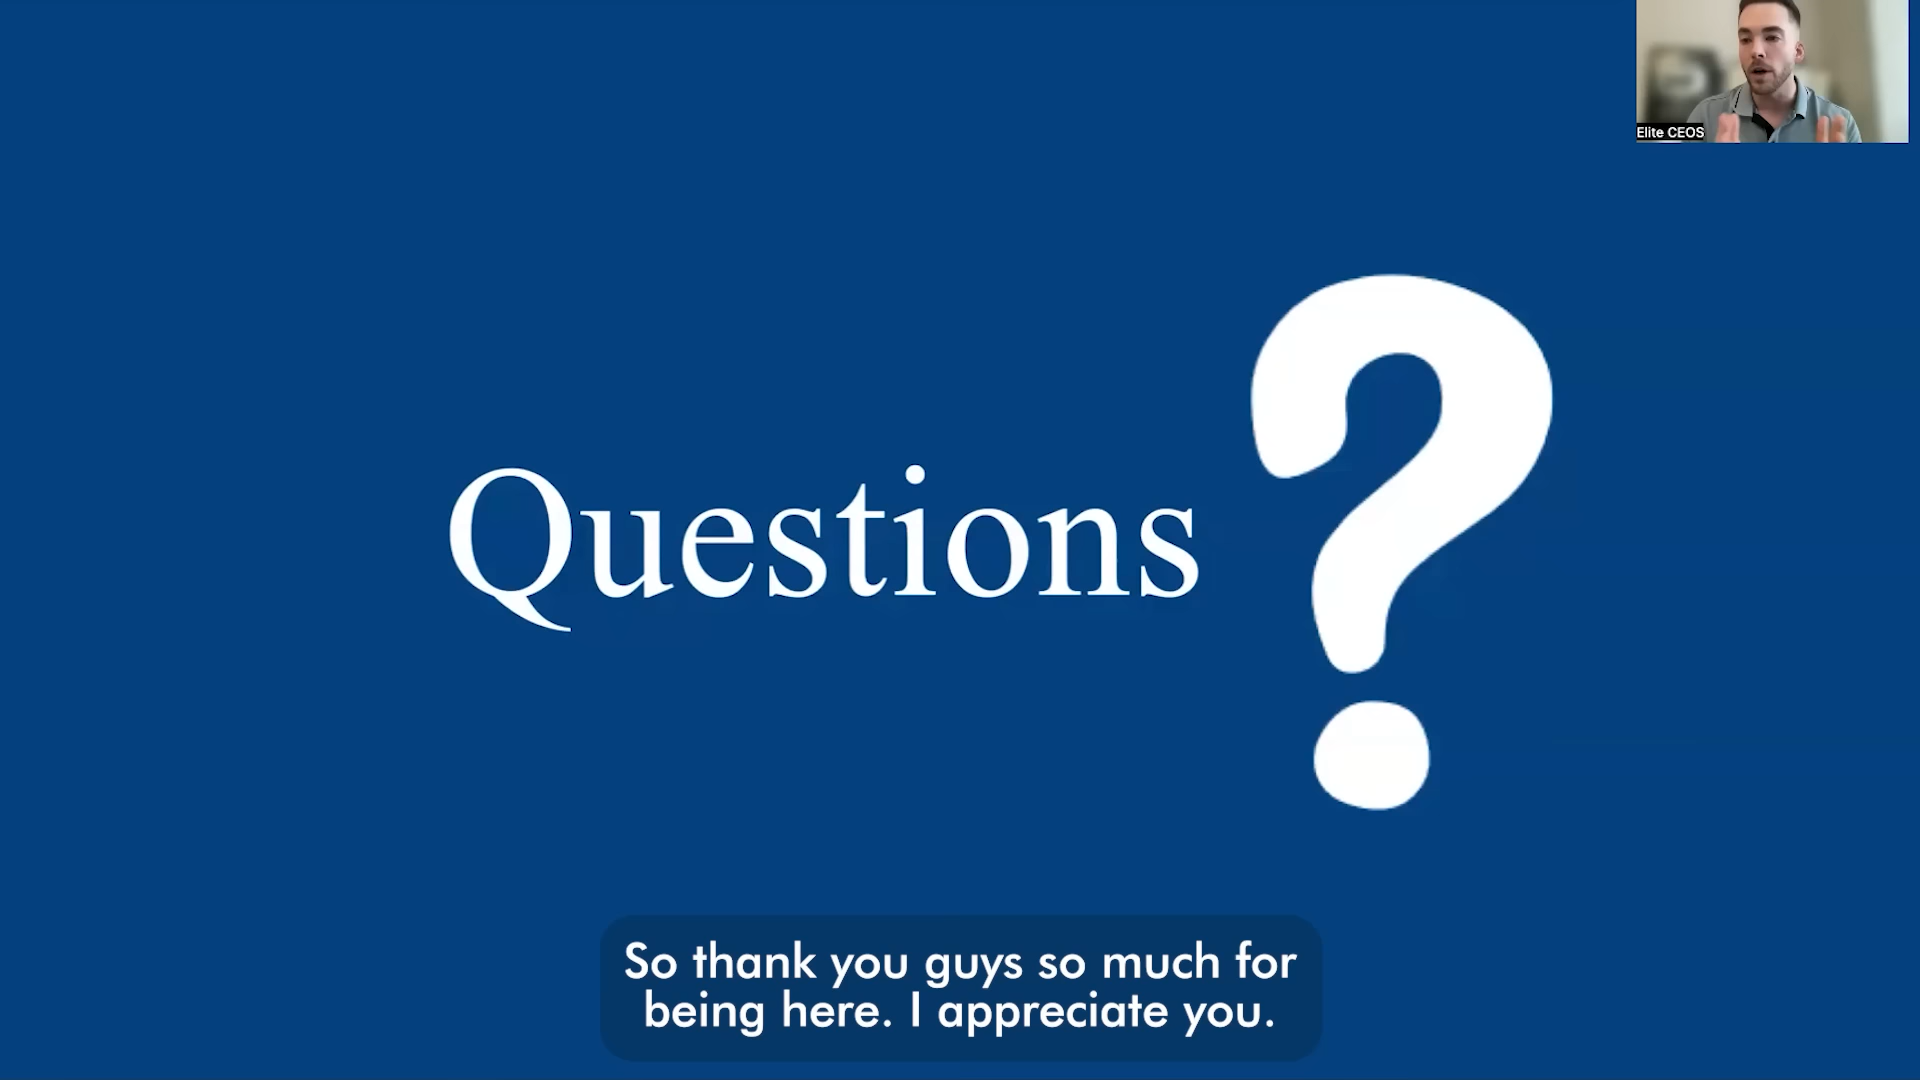 Elite CEOS
Questions ?
So thank you guys so much for
being here. I appreciate you.